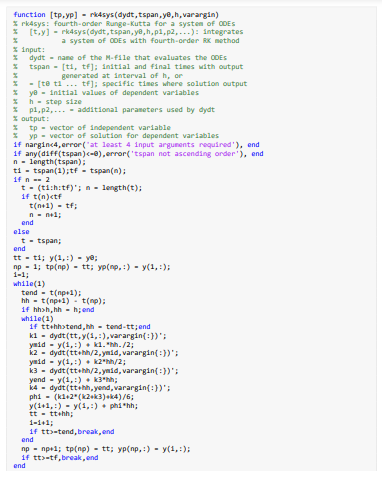 function [tp,yp] = rk4sys(dydt,tspan,y0,h,varargin)
% rk4sys: fourth-order Runge-Kutta for a system of ODEs
% [t,y] = rk4sys(dydt,tspan,y0,h,p1,p2,...): integrates
% a system of ODEs with fourth-order RK method
% input:
% dydt = name of the M-file that evaluates the ODEs
% tspan = [ti, tf]; initial and final times with output
% generated at interval of h, or
% = [t0 t1 ... tf]; specific times where solution output
% y0 = initial values of dependent variables
% h = step size
% p1,p2,... = additional parameters used by dydt
% output:
% tp = vector of independent variable
% yp = vector of solution for dependent variables
if nargin<4,error('at least 4 input arguments required'), end
if any(diff(tspan)<=0),error('tspan not ascending order'), end
n = length(tspan);
ti = tspan(1);tf = tspan(n);
if n == 2
t = (ti:h:tf)'; n = length(t);
if t(n)<tf
t(n+1) = tf;
n = n+1;
end
else
t = tspan;
end
tt = ti; y(1,:) = y0;
np = 1; tp(np) = tt; yp(np,:) = y(1,:);
i=1;
while(1)
tend = t(np+1);
hh = t(np+1) - t(np);
if hh>h,hh = h;end
while(1)
if tt+hh>tend,hh = tend-tt;end
k1 = dydt(tt,y(i,:),varargin{:})';
ymid = y(i,:) + k1.*hh./2;
k2 = dydt(tt+hh/2,ymid,varargin{:})';
ymid = y(i,:) + k2*hh/2;
k3 = dydt(tt+hh/2,ymid,varargin{:})';
yend = y(i,:) + k3*hh;
k4 = dydt(tt+hh,yend,varargin{:})';
phi = (k1+2*(k2+k3)+k4)/6;
y(i+1,:) = y(i,:) + phi*hh;
tt = tt+hh;
i=i+1;
if tt>=tend,break,end
end
np = np+1; tp(np) = tt; yp(np,:) = y(i,:);
if tt>=tf,break,end
end